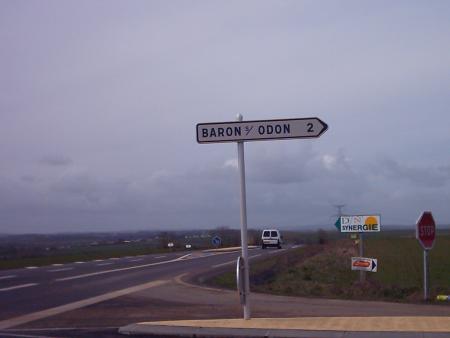 BARON S/ ODON 2
D N
SYNERGIE
STOP